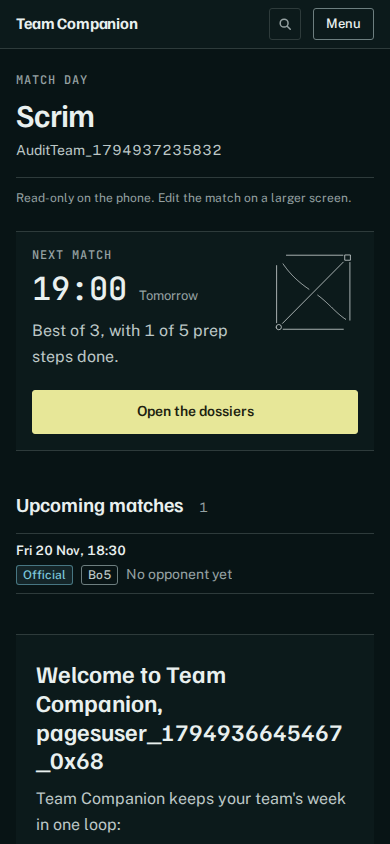 Team Companion
Menu
MATCH DAY
Scrim
AuditTeam_1794937235832
Read-only on the phone. Edit the match on a larger screen.
NEXT MATCH
19:00 Tomorrow
Best of 3, with 1 of 5 prep
steps done.
Open the dossiers
Upcoming matches 1
Fri 20 Nov, 18:30
Official Bo5 No opponent yet
Welcome to Team
Companion,
pagesuser_1794936645467
_0x68
Team Companion keeps your team's week
in one loop: